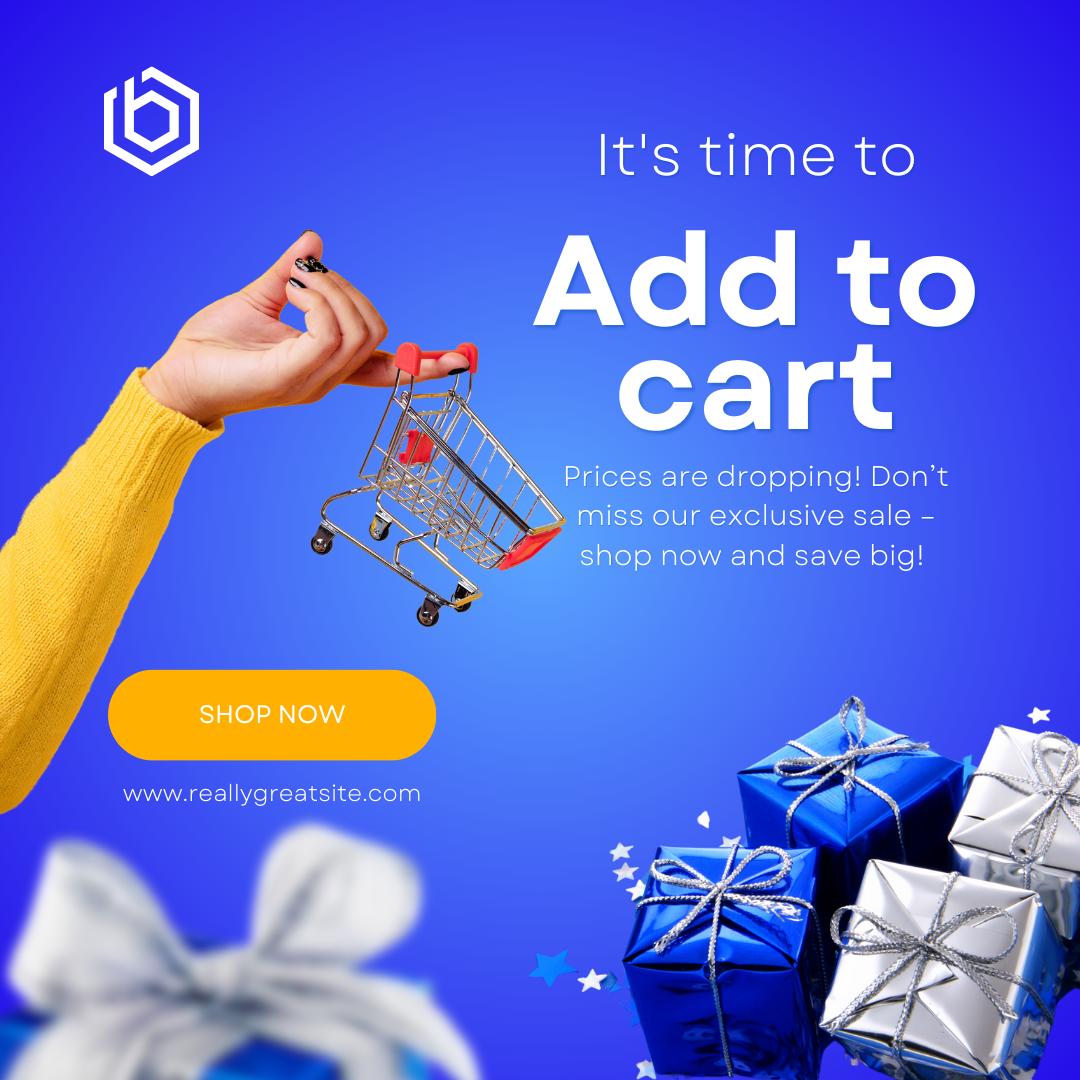 It's time to
Add to
cart
Prices are dropping! Don’t
miss our exclusive sale –
shop now and save big!
SHOP NOW
www.reallygreatsite.com